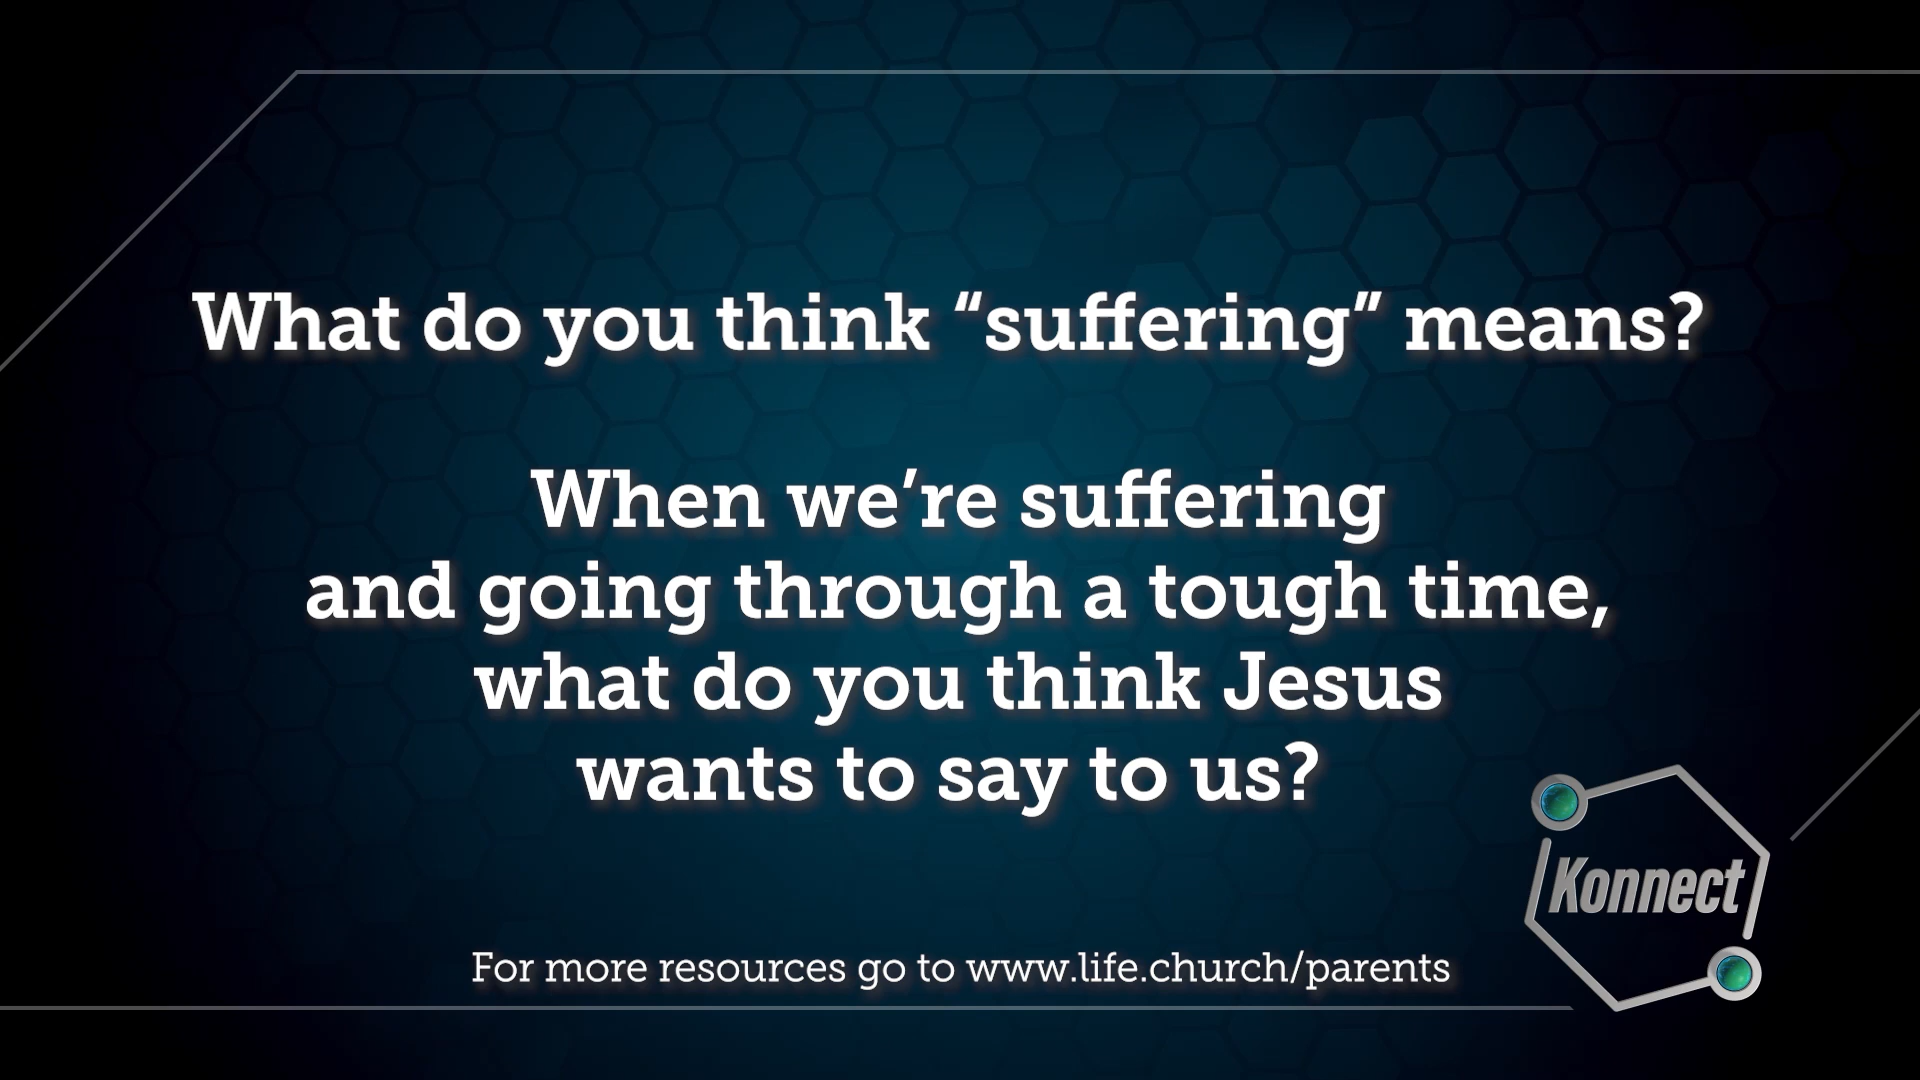 What do you think “suffering” means?
When we’re suffering
and going through a tough time,
what do you think Jesus
wants to say to us?
Konnect
For more resources go to www.life.church/parents